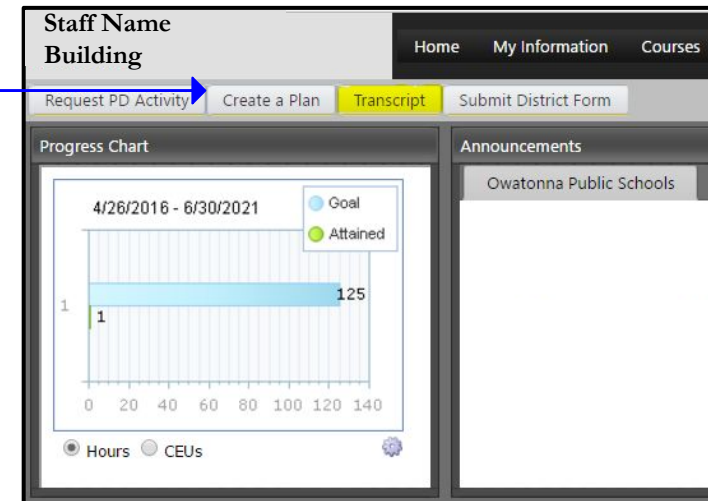 Staff Name
Building
Home My Information Courses
Request PD Activity Create a Plan Transcript Submit District Form
Progress Chart
Announcements
Owatonna Public Schools
4/26/2016 - 6/30/2021
Goal
Attained
125
1
1
0 20 40 60 80 100 120 140
Hours CEUs